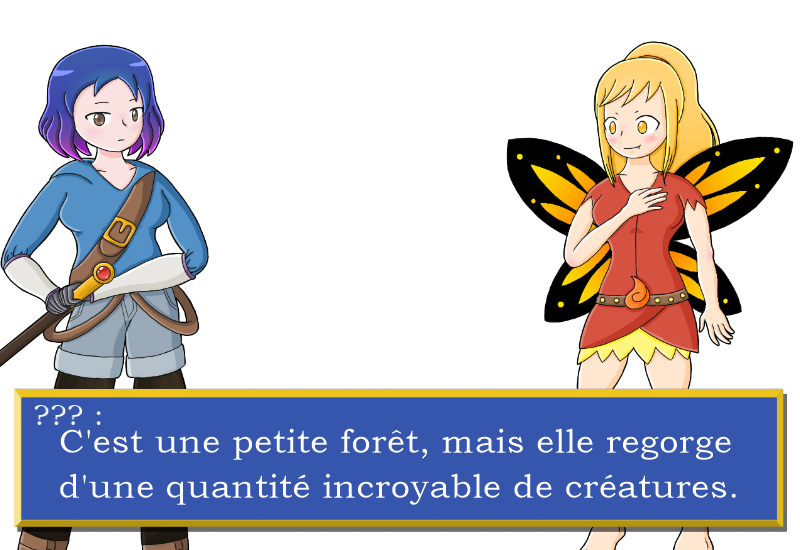 ??? :
C'est une petite forêt, mais elle regorge
d'une quantité incroyable de créatures.